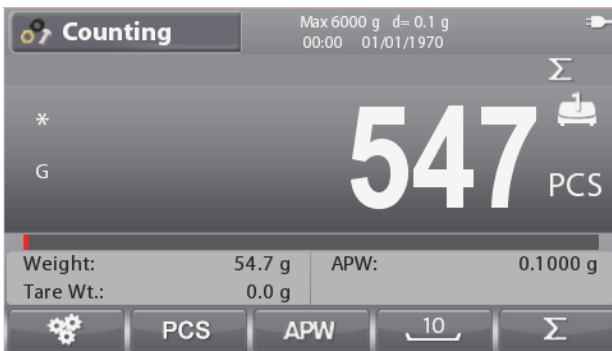 Counting
Max 6000 g d= 0.1 g
00:00 01/01/1970
Σ
1
*
547
G
PCS
Weight: 54.7 g APW: 0.1000 g
Tare Wt.: 0.0 g
PCS APW 10 Σ